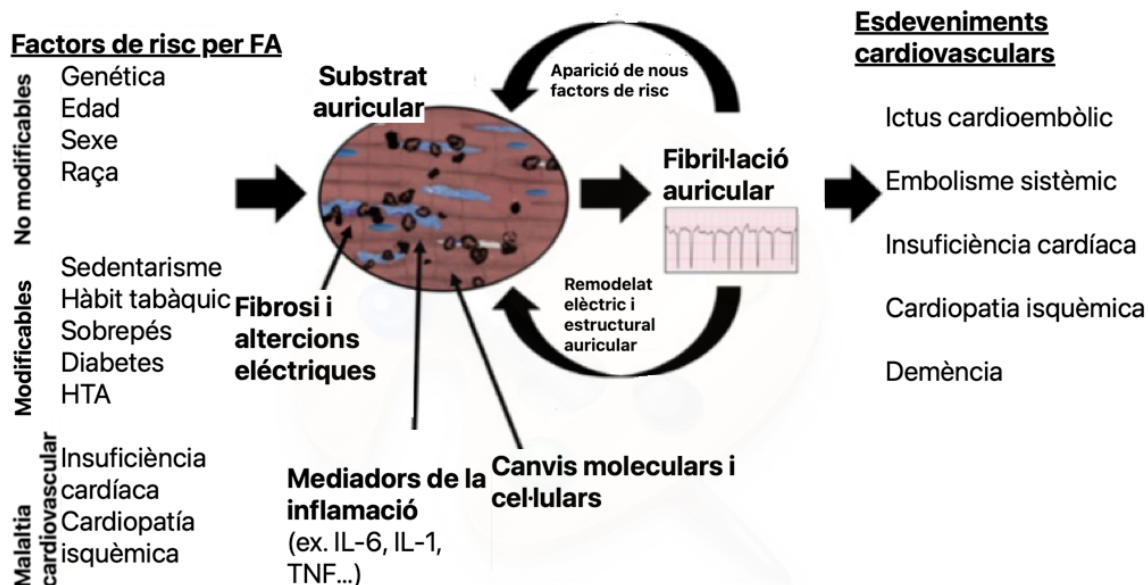 Factors de risc per FA
No modificables
Genética
Edad
Sexe
Raça
Modificables
Sedentarisme
Hàbit tabàquic
Sobrepés
Diabetes
HTA
Malaltia
cardiovascular
Insuficiència
cardíaca
Cardiopatía
isquèmica
Substrat
auricular
Fibrosi i
altercions
eléctriques
Mediadors de la
inflamació
(ex. IL-6, IL-1,
TNF...)
Canvis moleculars i
cel·lulars
Aparició de nous
factors de risc
Fibril·lació
auricular
Remodelat
elèctric i
estructural
auricular
Esdeveniments
cardiovasculars
Ictus cardioembòlic
Embolisme sistèmic
Insuficiència cardíaca
Cardiopatia isquèmica
Demència